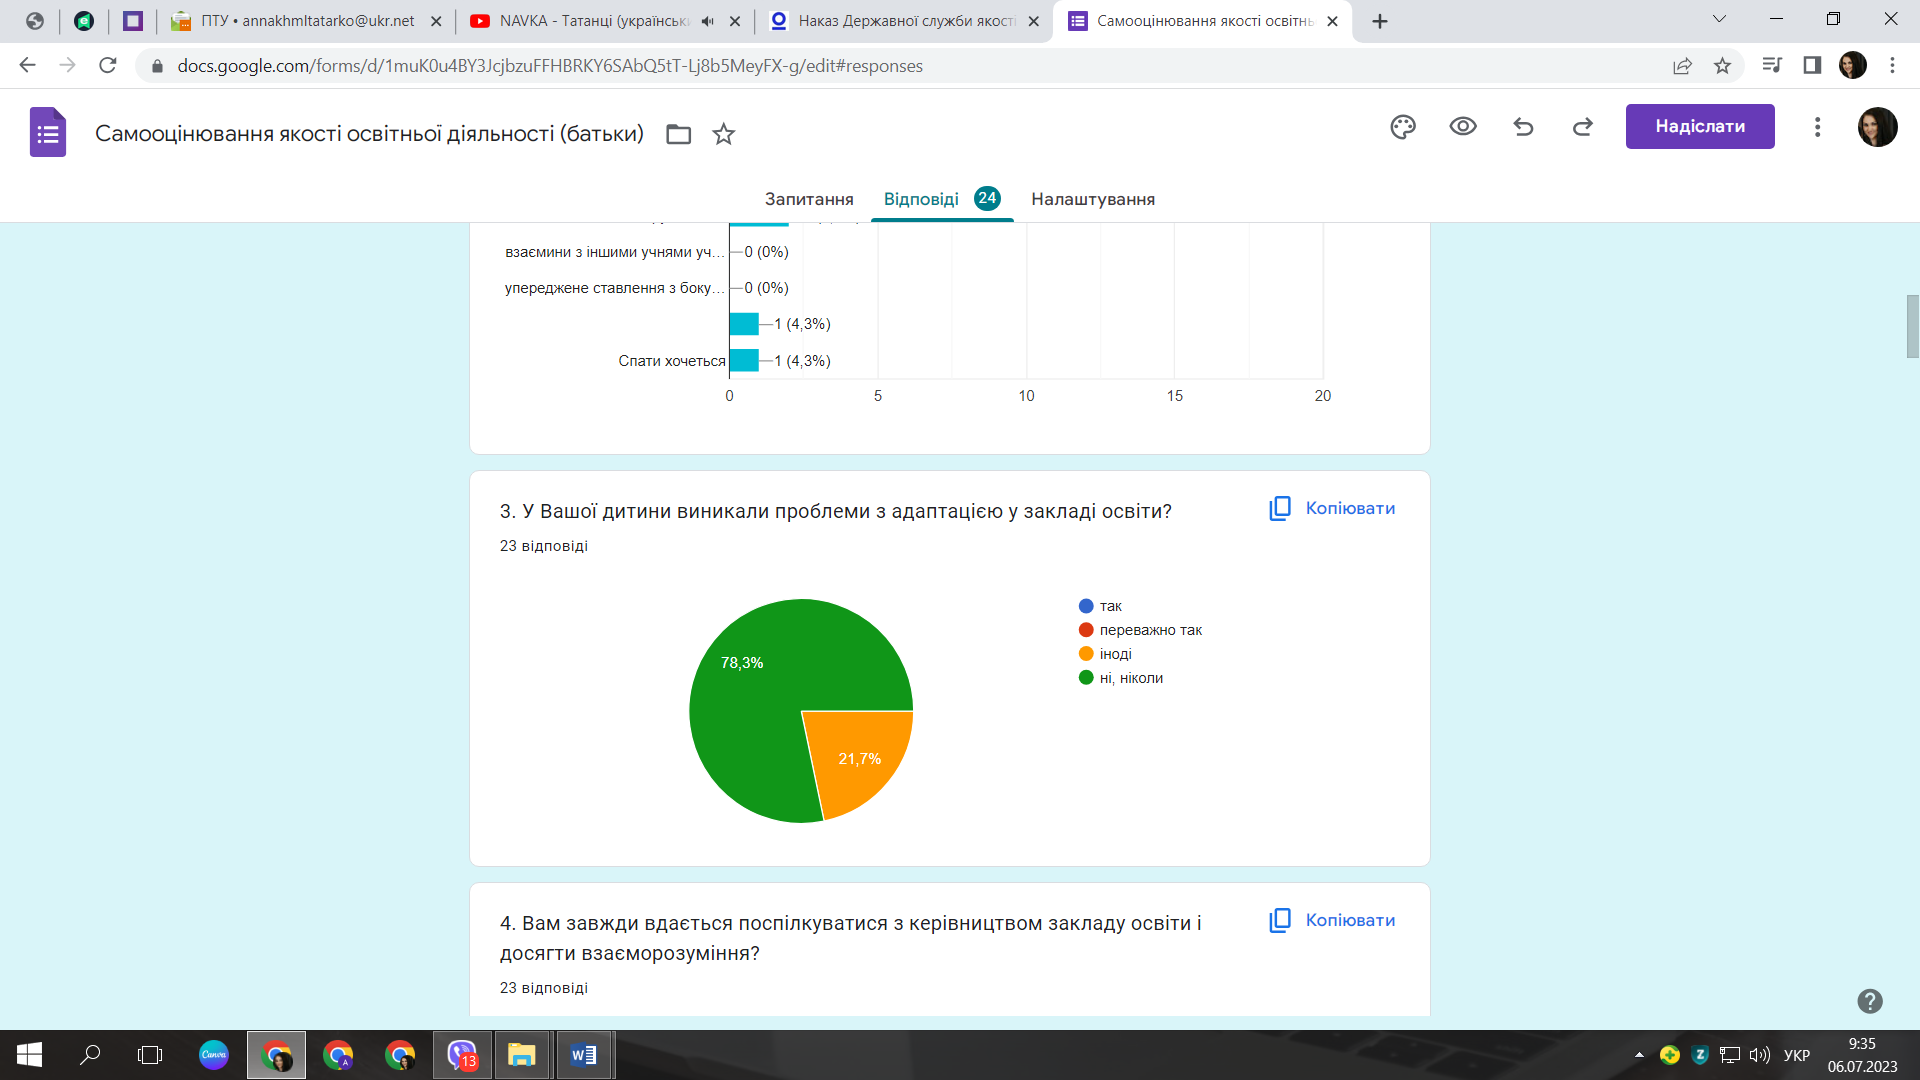 ПТУ • annakhmltatarko@ukr.net
NAVKA - Татанці (українськ
Наказ Державної служби якості
Самооцінювання якості освітнь
docs.google.com/forms/d/1muK0u4BY3JcjbzuFFHBRKY6SAbQ5tT-Lj8b5MeyFX-g/edit#responses
Самооцінювання якості освітньої діяльності (батьки)
Надіслати
Запитання
Відповіді 24
Налаштування
взаємини з іншими учнями уч...
0 (0%)
упереджене ставлення з боку...
0 (0%)
1 (4,3%)
Спати хочеться
1 (4,3%)
0 5 10 15 20
3. У Вашої дитини виникали проблеми з адаптацією у закладі освіти?
Копіювати
23 відповіді
так
переважно так
іноді
ні, ніколи
78,3%
21,7%
4. Вам завжди вдається поспілкуватися з керівництвом закладу освіти і
досягти взаєморозуміння?
Копіювати
23 відповіді
Canva
A
13
W
Z
УКР
9:35
06.07.2023